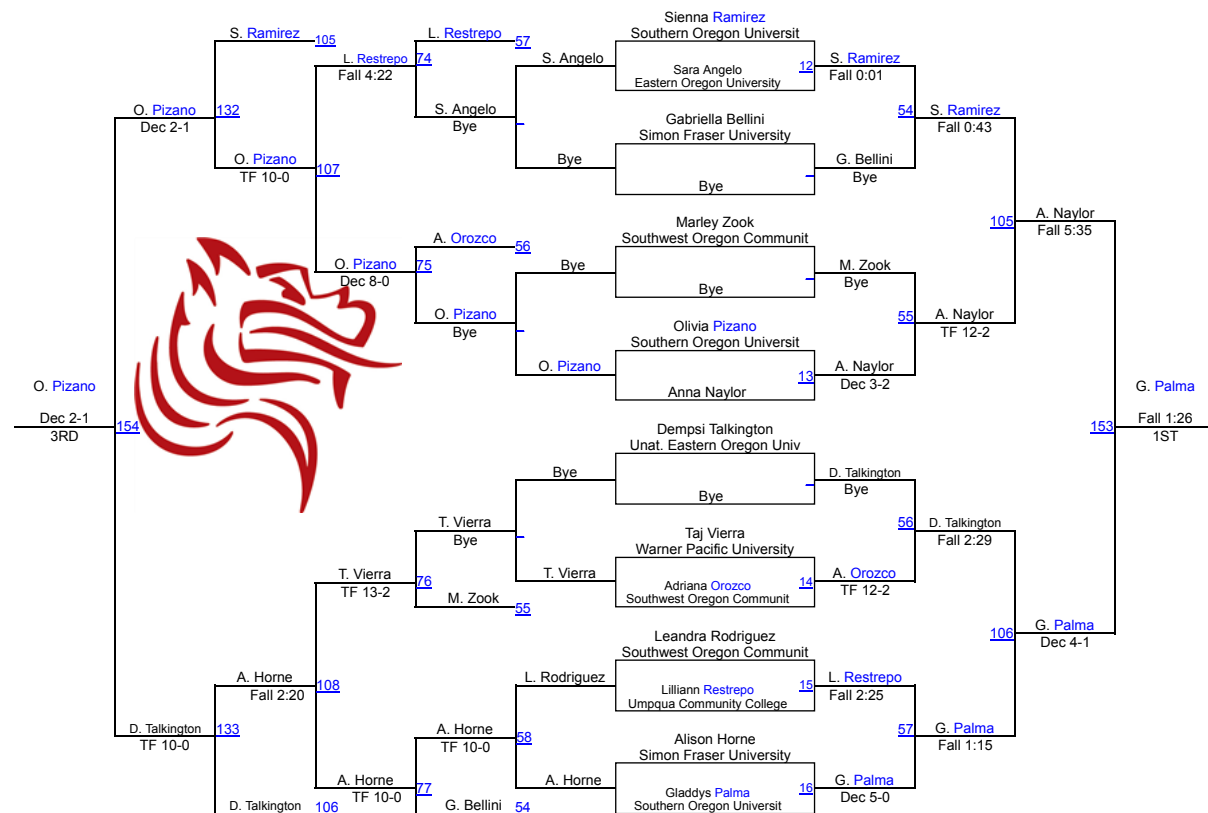 Sienna Ramirez
S. Ramirez 105 L. Restrepo 57 Southern Oregon Universit
L. Restrepo 74 S. Angelo S. Ramirez
Fall 4:22 Sara Angelo 12 Fall 0:01
Eastern Oregon University
O. Pizano 132 S. Angelo 54 S. Ramirez
Dec 2-1 Bye - Gabriella Bellini Fall 0:43
Simon Fraser University
O. Pizano 107 Bye - G. Bellini
TF 10-0 Bye Bye
Marley Zook 105 A. Naylor
A. Orozco 56 Southwest Oregon Communit Fall 5:35
O. Pizano 75 Bye - M. Zook
Dec 8-0 Bye Bye
O. Pizano 55 A. Naylor
Bye - Olivia Pizano TF 12-2
Southern Oregon Universit
O. Pizano 13 A. Naylor
O. Pizano Anna Naylor Dec 3-2 G. Palma
Dec 2-1 154 153 Fall 1:26
3RD Dempsi Talkington 1ST
Unat. Eastern Oregon Univ
Bye - D. Talkington
Bye Bye
T. Vierra 56 D. Talkington
Bye - Taj Vierra Fall 2:29
Warner Pacific University
T. Vierra 76 T. Vierra Adriana Orozco 14 A. Orozco
TF 13-2 M. Zook 55 Southwest Oregon Communit TF 12-2
106 G. Palma
Leandra Rodriguez Dec 4-1
Southwest Oregon Communit
A. Horne 108 L. Rodriguez Lilliann Restrepo 15 L. Restrepo
Fall 2:20 Umpqua Community College Fall 2:25
D. Talkington 133 A. Horne 58 57 G. Palma
TF 10-0 TF 10-0 Alison Horne Fall 1:15
Simon Fraser University
A. Horne 77 A. Horne Gladdys Palma 16 G. Palma
TF 10-0 Southern Oregon Universit Dec 5-0
D. Talkington 106 G. Bellini 54